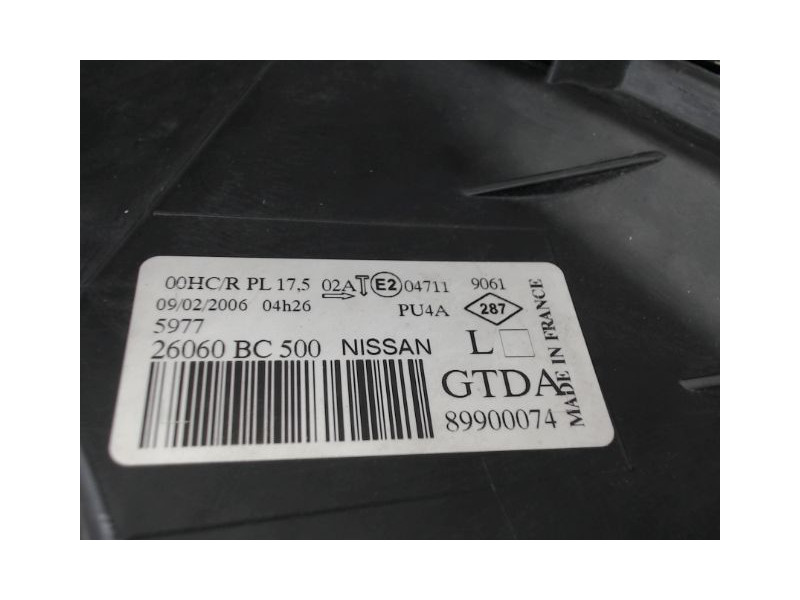 00HC/R PL 17,5 02A T E2 04711 9061
09/02/2006 04h26 PU4A 287
5977
26060 BC 500 NISSAN L
GTDA
89900074
MADE IN FRANCE